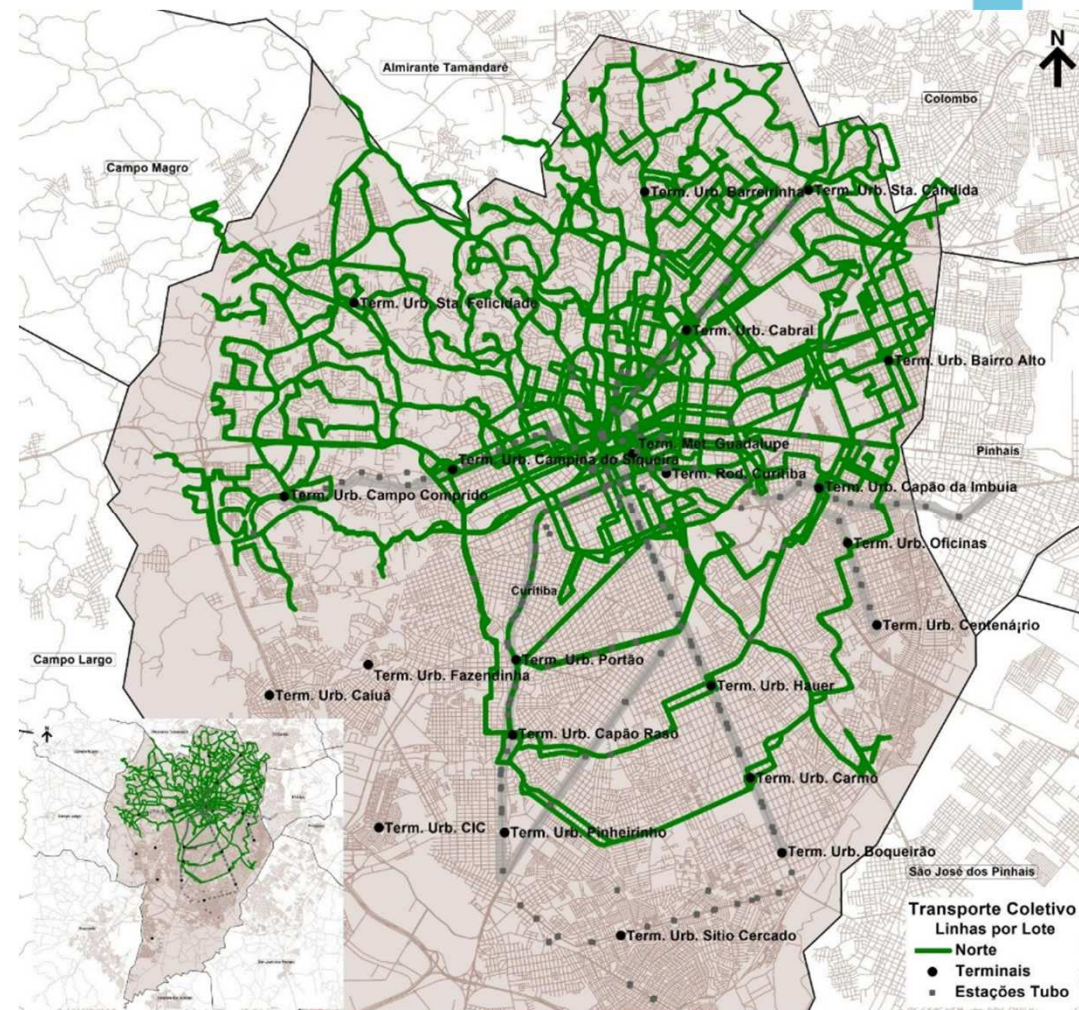 N
Almirante Tamandaré
Colombo
Campo Magro
Term. Urb. Barreirinha
Term. Urb. Sta. Candida
Term. Urb. Sta. Felicidade
Term. Urb. Cabral
Term. Urb. Bairro Alto
Term. Met. Guadalupe
Pinhais
Term. Urb. Campina do Siqueira
Term. Rod. Curitiba
Term. Urb. Campo Comprido
Term. Urb. Capão da Imbuia
Term. Urb. Oficinas
Curitiba
Term. Urb. Centená¡rio
Campo Largo
Term. Urb. Portão
Term. Urb. Fazendinha
Term. Urb. Hauer
Term. Urb. Caiuá
Term. Urb. Capão Raso
Term. Urb. Carmo
Term. Urb. CIC
Term. Urb. Pinheirinho
Term. Urb. Boqueirão
São José dos Pinhais
Term. Urb. Sitio Cercado
Transporte Coletivo
Linhas por Lote
Norte
Terminais
Estações Tubo